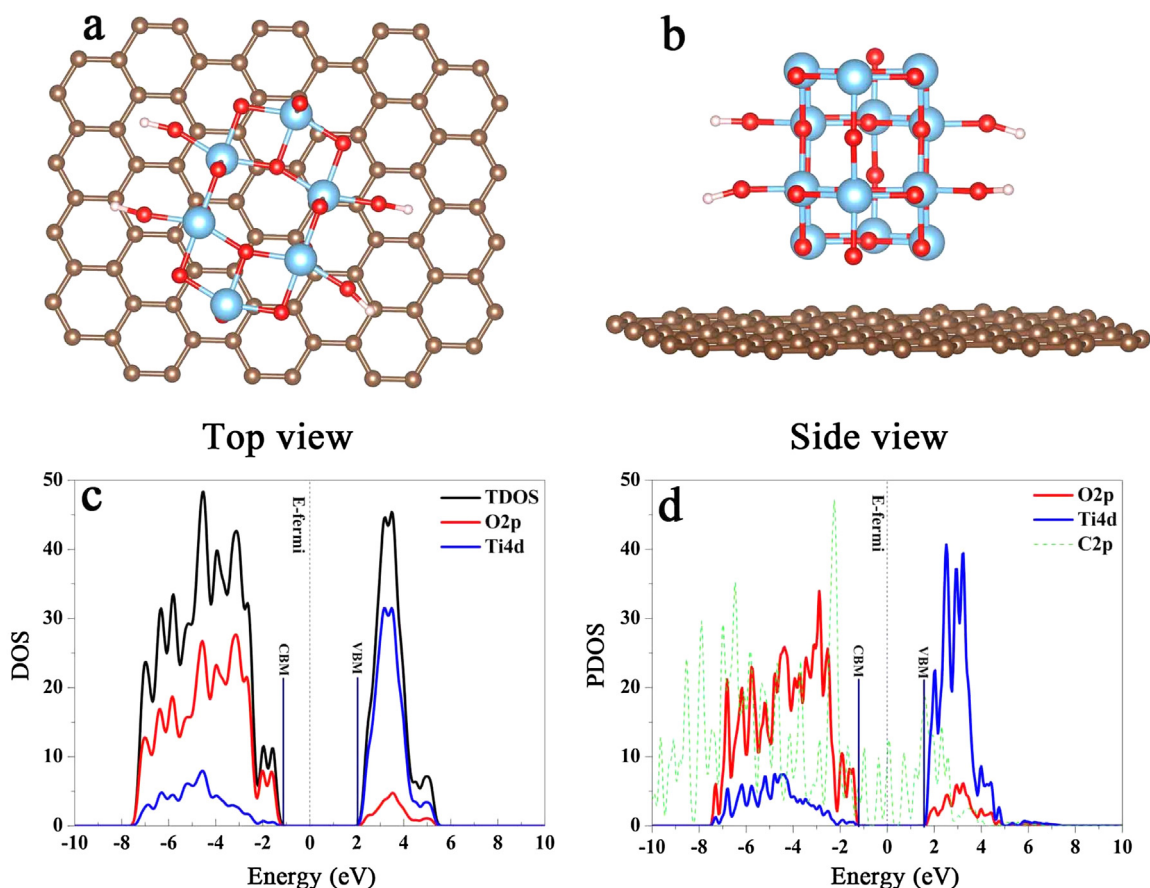 a
b
Top view
Side view
c
50
40
30
20
10
0
DOS
E-fermi
CBM
VBM
TDOS
O2p
Ti4d
-10 -8 -6 -4 -2 0 2 4 6 8 10
Energy (eV)
d
50
40
30
20
10
0
PDOS
E-fermi
CBM
VBM
O2p
Ti4d
C2p
-10 -8 -6 -4 -2 0 2 4 6 8 10
Energy (eV)